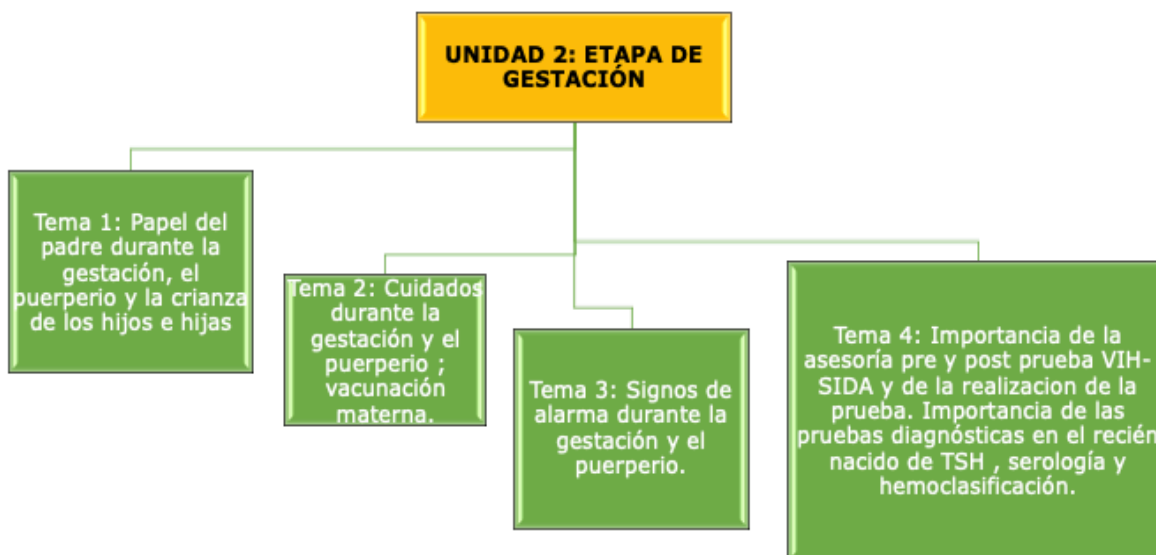 UNIDAD 2: ETAPA DE
GESTACIÓN
Tema 1: Papel del
padre durante la
gestación, el
puerperio y la crianza
de los hijos e hijas
Tema 2: Cuidados
durante la
gestación y el
puerperio ;
vacunación
materna.
Tema 3: Signos de
alarma durante la
gestación y el
puerperio.
Tema 4: Importancia de la
asesoría pre y post prueba VIH-
SIDA y de la realizacion de la
prueba. Importancia de las
pruebas diagnósticas en el recién
nacido de TSH , serología y
hemoclasificación.